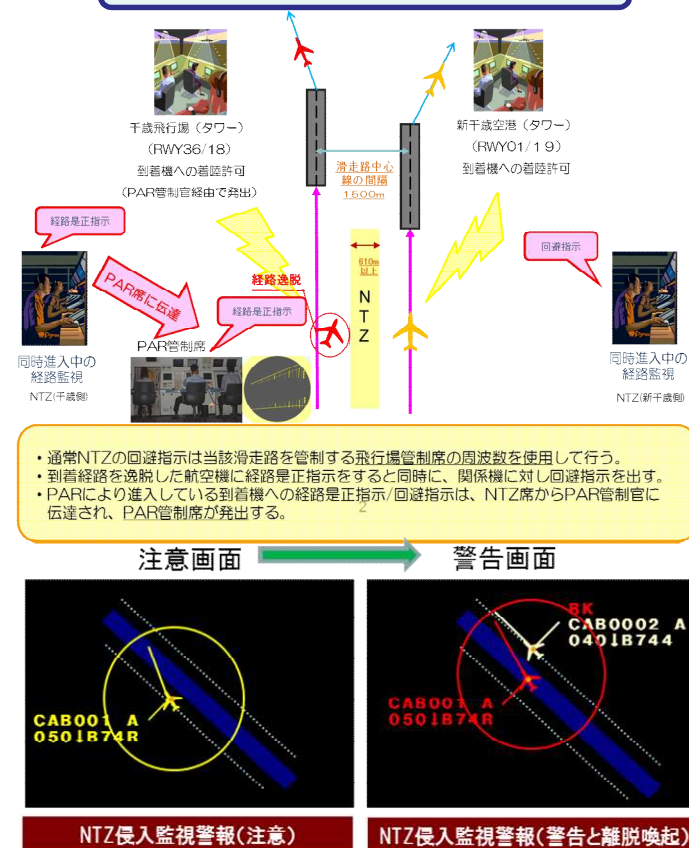 千歳飛行場（タワー）
（RWY36/18）
到着機への着陸許可
（PAR管制官経由で発出）
新千歳空港（タワー）
（RWY01/19）
到着機への着陸許可
滑走路中心
線の間隔
1500m
経路是正指示
PAR席に伝達
同時進入中の
経路監視
NTZ(千歳側)
経路逸脱
経路是正指示
PAR管制席
610m
以上
N
T
Z
回避指示
同時進入中の
経路監視
NTZ(新千歳側)
・通常NTZの回避指示は当該滑走路を管制する飛行場管制席の周波数を使用して行う。
・到着経路を逸脱した航空機に経路是正指示をすると同時に、関係機に対し回避指示を出す。
・PARにより進入している到着機への経路是正指示/回避指示は、NTZ席からPAR管制官に
伝達され、PAR管制席が発出する。
2
注意画面
警告画面
CAB001 A
050↓B74R
BK
CAB0002 A
040↓B744
CAB001 A
050↓B74R
NTZ侵入監視警報(注意)
NTZ侵入監視警報(警告と離脱喚起)